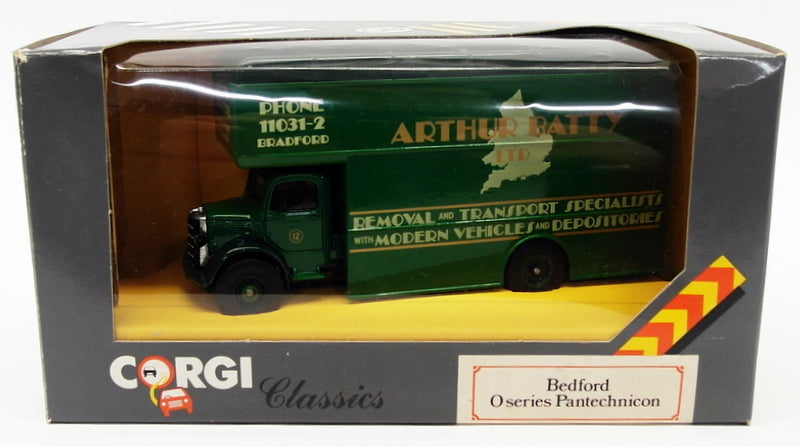 PHONE
11031-2
BRADFORD
ARTHUR BATTY
LTD
REMOVAL AND TRANSPORT SPECIALISTS
WITH MODERN VEHICLES AND DEPOSITORIES
12
CORGI Classics
Bedford
O series Pantechnicon